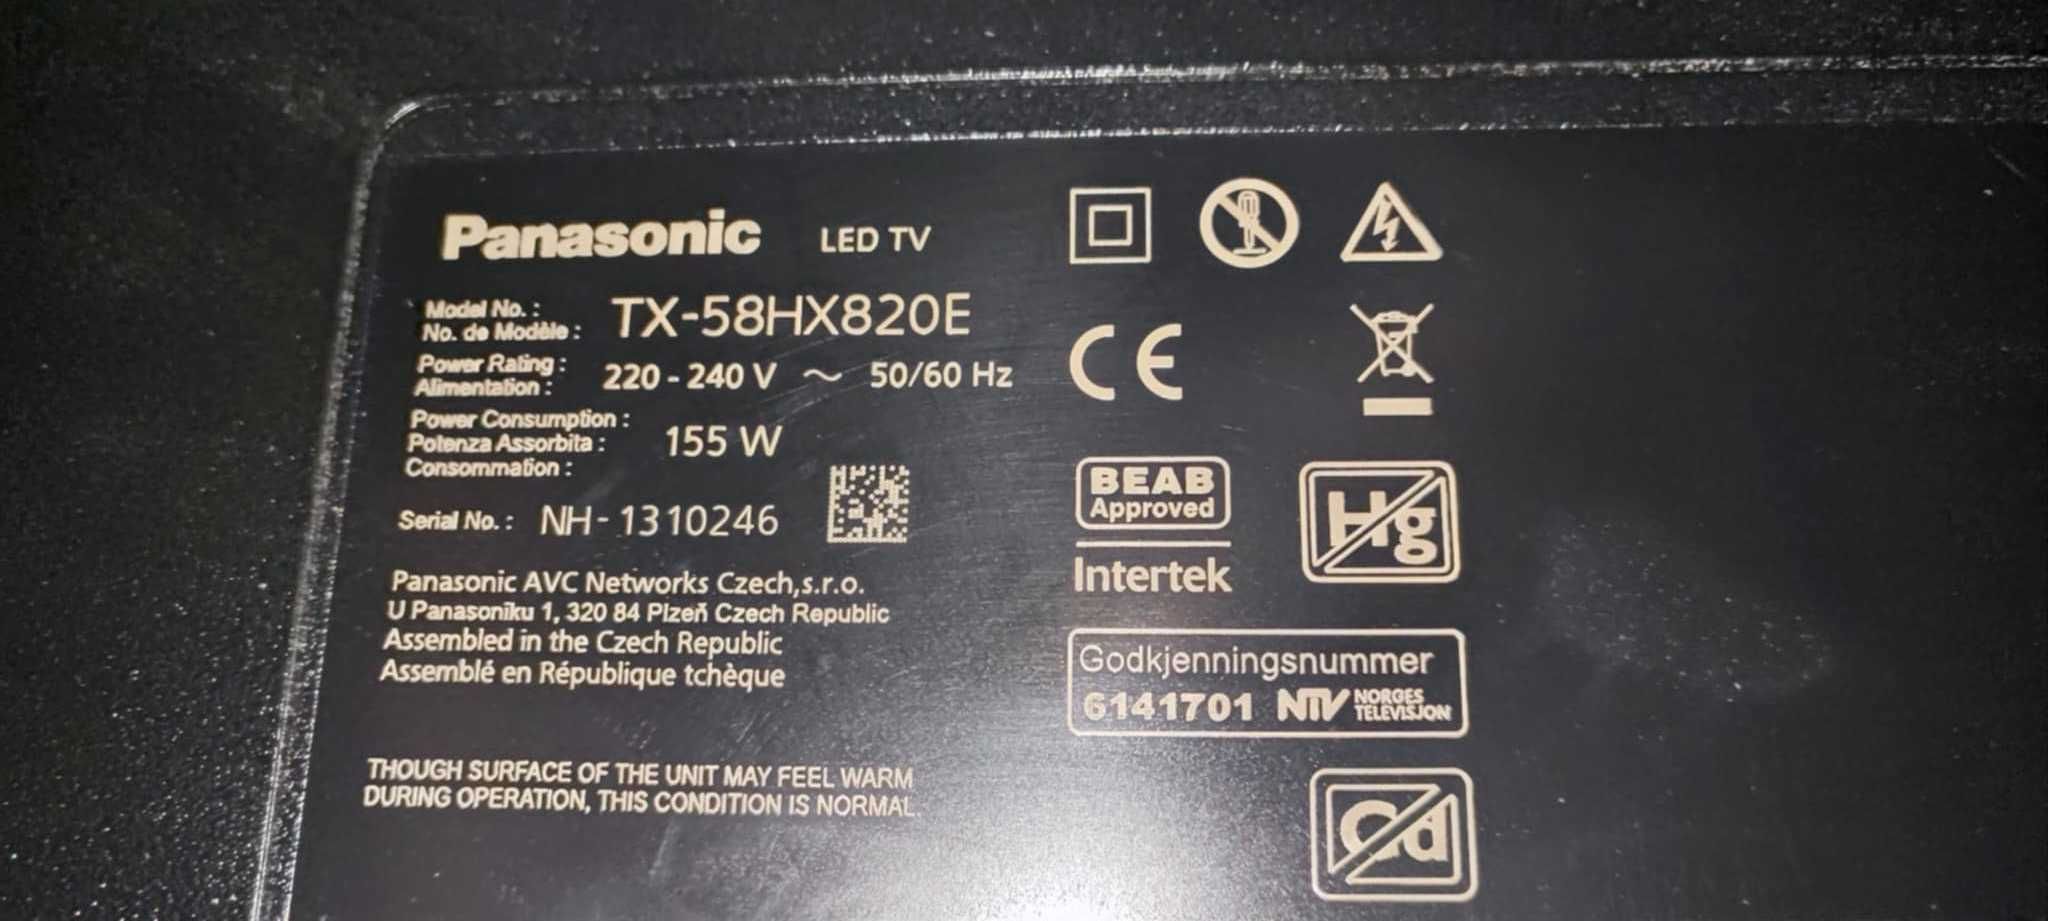 Panasonic LED TV
Model No. :
No. de Modèle : TX-58HX820E
Power Rating :
Alimentation : 220 - 240 V ~ 50/60 Hz
Power Consumption :
Potenza Assorbita : 155 W
Consommation :
Serial No. : NH-1310246
Panasonic AVC Networks Czech,s.r.o.
U Panasoniku 1, 320 84 Plzeň Czech Republic
Assembled in the Czech Republic
Assemblé en République tchèque
THOUGH SURFACE OF THE UNIT MAY FEEL WARM
DURING OPERATION, THIS CONDITION IS NORMAL.
CE
BEAB
Approved
Intertek
Hg
Godkjenningsnummer
6141701 NTV NORGES
TELEVISJON
Cd